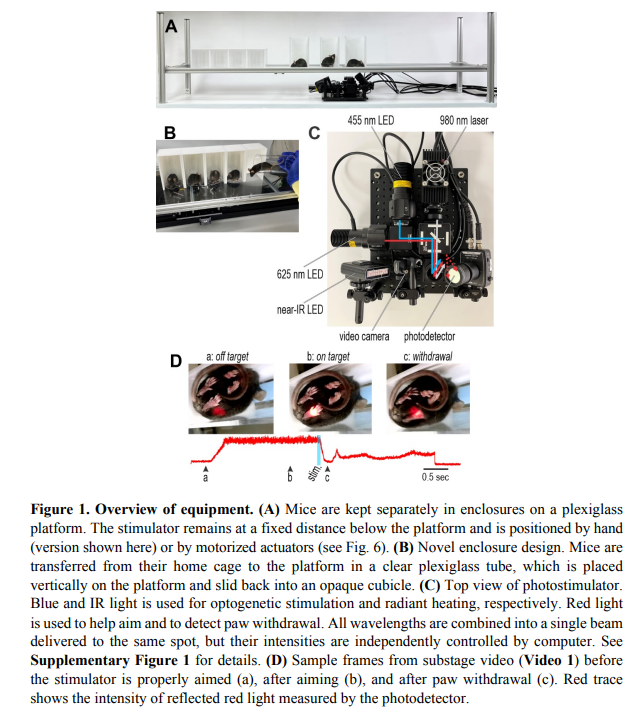 A
B
C
455 nm LED
980 nm laser
625 nm LED
near-IR LED
video camera
photodetector
D
a: off target
b: on target
c: withdrawal
a
b
stim.
c
0.5 sec
Figure 1. Overview of equipment. (A) Mice are kept separately in enclosures on a plexiglass
platform. The stimulator remains at a fixed distance below the platform and is positioned by hand
(version shown here) or by motorized actuators (see Fig. 6). (B) Novel enclosure design. Mice are
transferred from their home cage to the platform in a clear plexiglass tube, which is placed
vertically on the platform and slid back into an opaque cubicle. (C) Top view of photostimulator.
Blue and IR light is used for optogenetic stimulation and radiant heating, respectively. Red light
is used to help aim and to detect paw withdrawal. All wavelengths are combined into a single beam
delivered to the same spot, but their intensities are independently controlled by computer. See
Supplementary Figure 1 for details. (D) Sample frames from substage video (Video 1) before
the stimulator is properly aimed (a), after aiming (b), and after paw withdrawal (c). Red trace
shows the intensity of reflected red light measured by the photodetector.